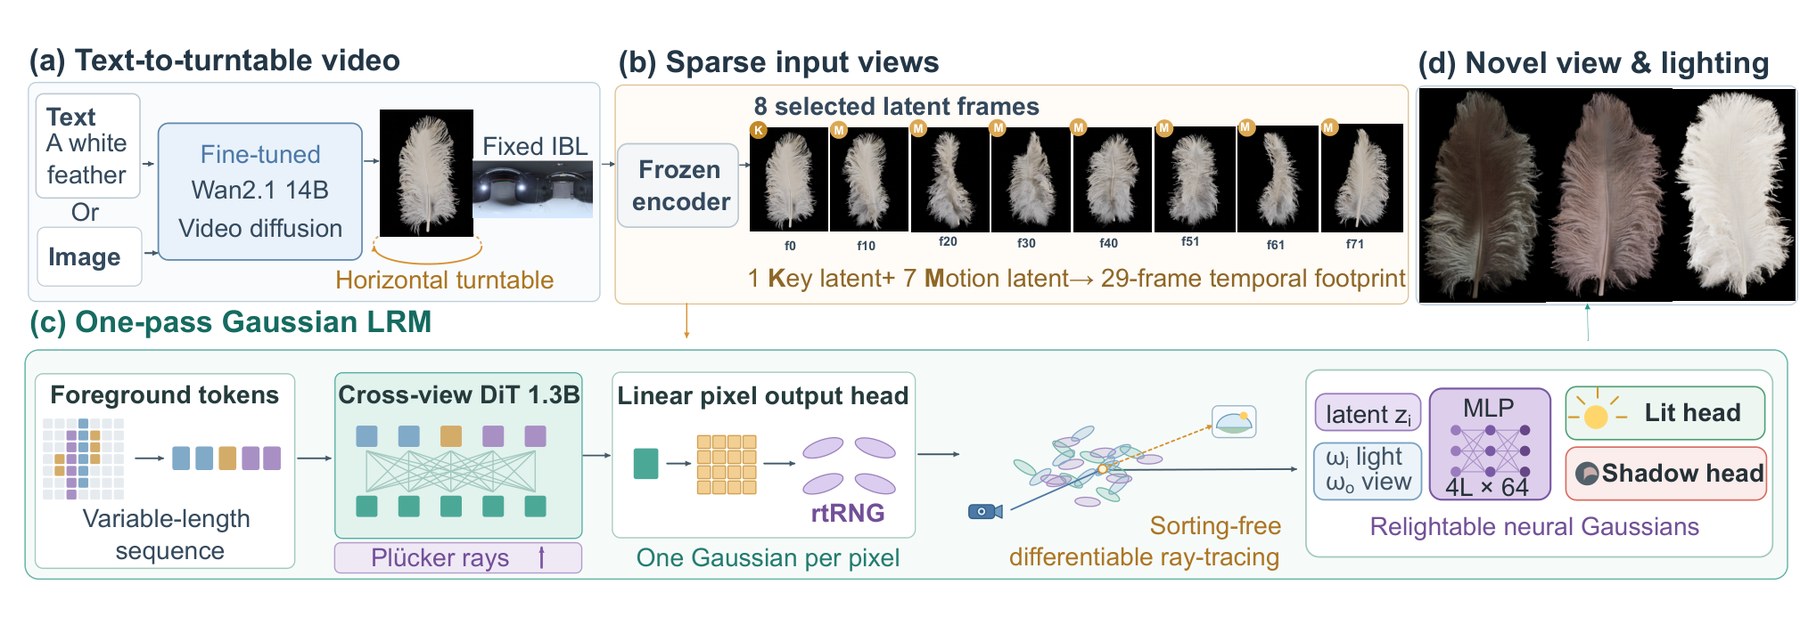 (a) Text-to-turntable video
Text
A white
feather
Or
Image
Fine-tuned
Wan2.1 14B
Video diffusion
Fixed IBL
Horizontal turntable
(b) Sparse input views
8 selected latent frames
Frozen
encoder
K M M M M M M M
f0 f10 f20 f30 f40 f51 f61 f71
1 Key latent+ 7 Motion latent→ 29-frame temporal footprint
(d) Novel view & lighting
(c) One-pass Gaussian LRM
Foreground tokens
Variable-length
sequence
Cross-view DiT 1.3B
Plücker rays ↑
Linear pixel output head
rtRNG
One Gaussian per pixel
Sorting-free
differentiable ray-tracing
latent zᵢ
ωᵢ light
ωₒ view
MLP
4L × 64
Lit head
Shadow head
Relightable neural Gaussians